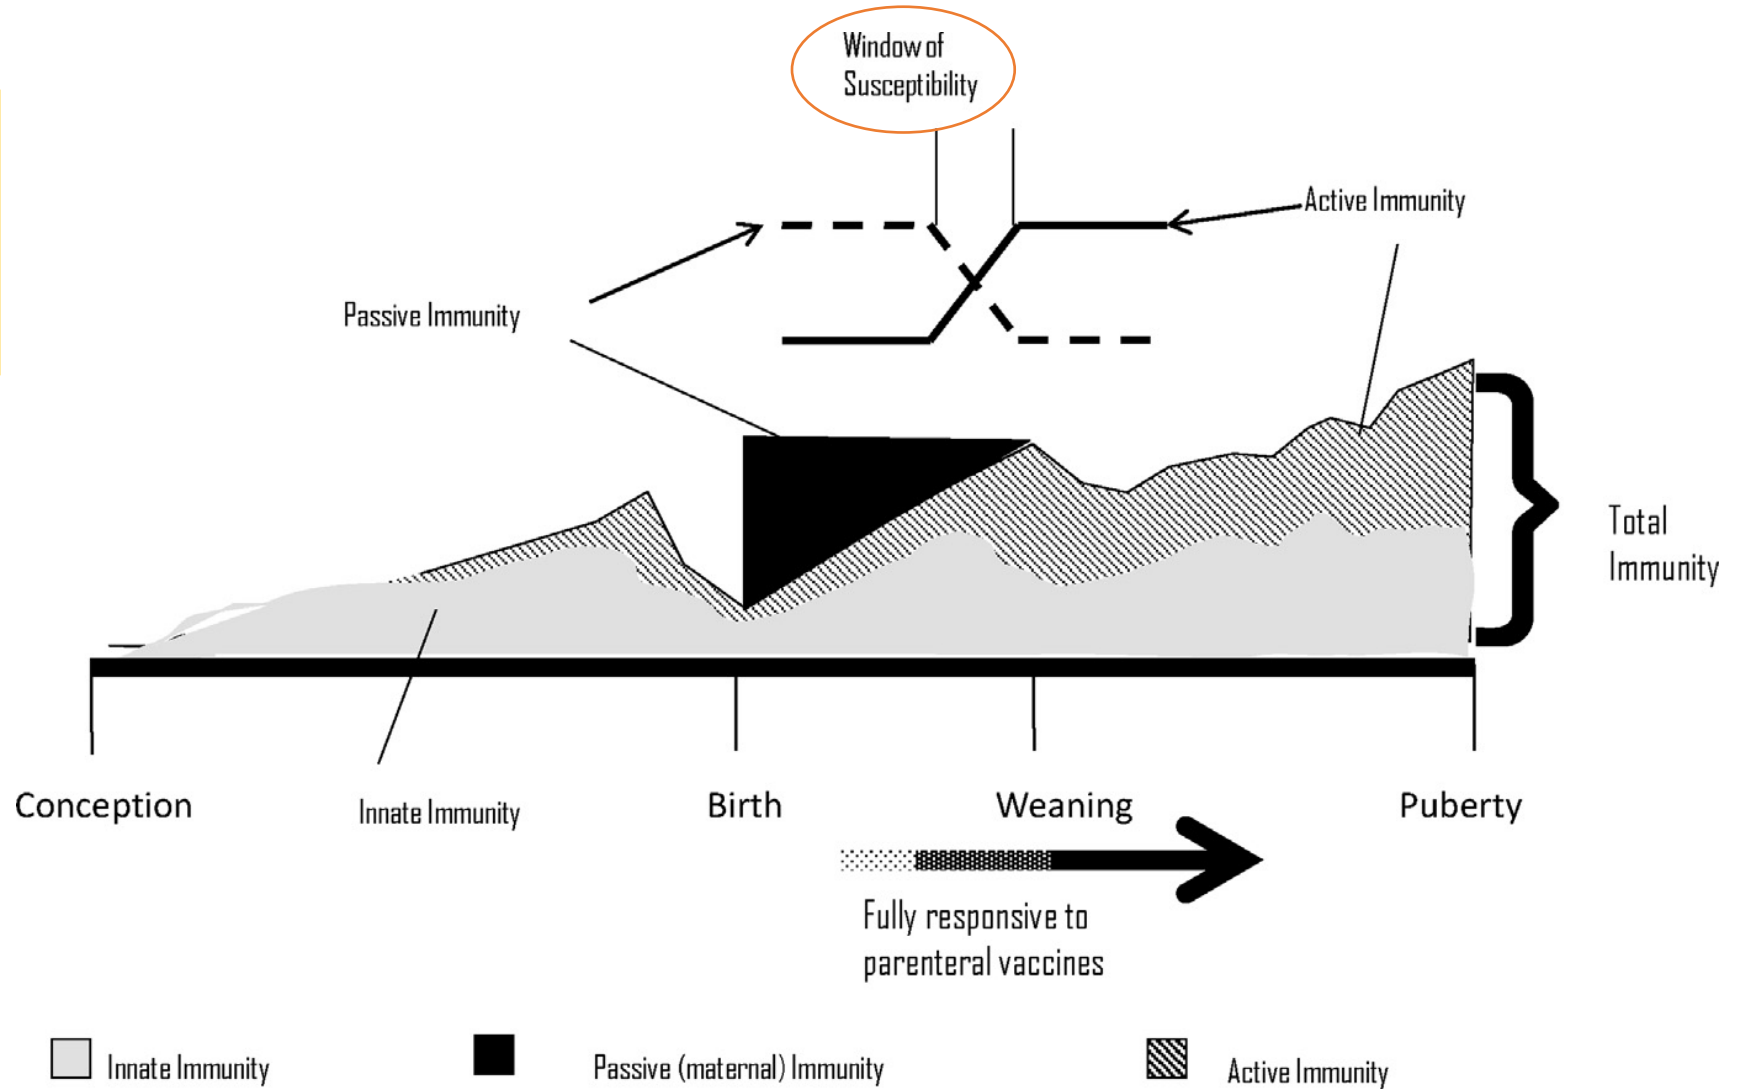 Window of
Susceptibility
Active Immunity
Passive Immunity
Total
Immunity
Conception
Innate Immunity
Birth
Weaning
Puberty
Fully responsive to
parenteral vaccines
Innate Immunity
Passive (maternal) Immunity
Active Immunity